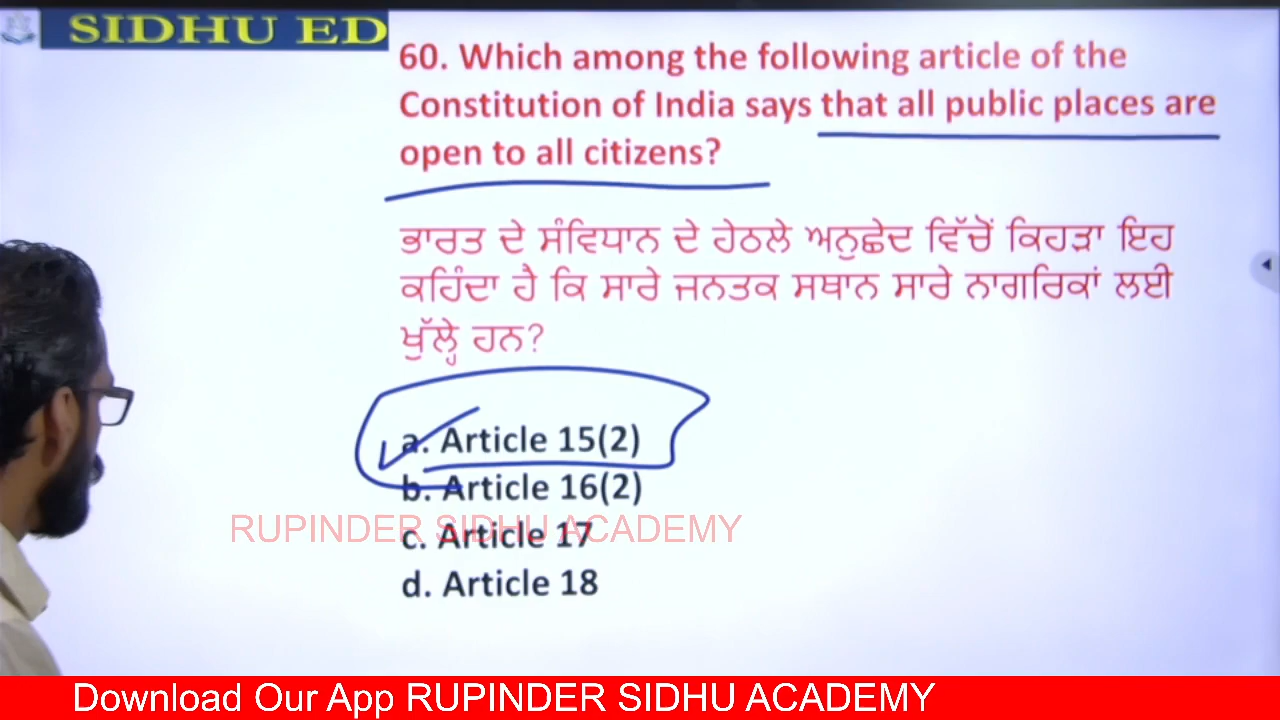 SIDHU ED
60. Which among the following article of the
Constitution of India says that all public places are
open to all citizens?
ਭਾਰਤ ਦੇ ਸੰਵਿਧਾਨ ਦੇ ਹੇਠਲੇ ਅਨੁਛੇਦ ਵਿੱਚੋਂ ਕਿਹੜਾ ਇਹ
ਕਹਿੰਦਾ ਹੈ ਕਿ ਸਾਰੇ ਜਨਤਕ ਸਥਾਨ ਸਾਰੇ ਨਾਗਰਿਕਾਂ ਲਈ
ਖੁੱਲ੍ਹੇ ਹਨ?
a. Article 15(2)
b. Article 16(2)
RUPINDER SIDHU ACADEMY
c. Article 17
d. Article 18
Download Our App RUPINDER SIDHU ACADEMY